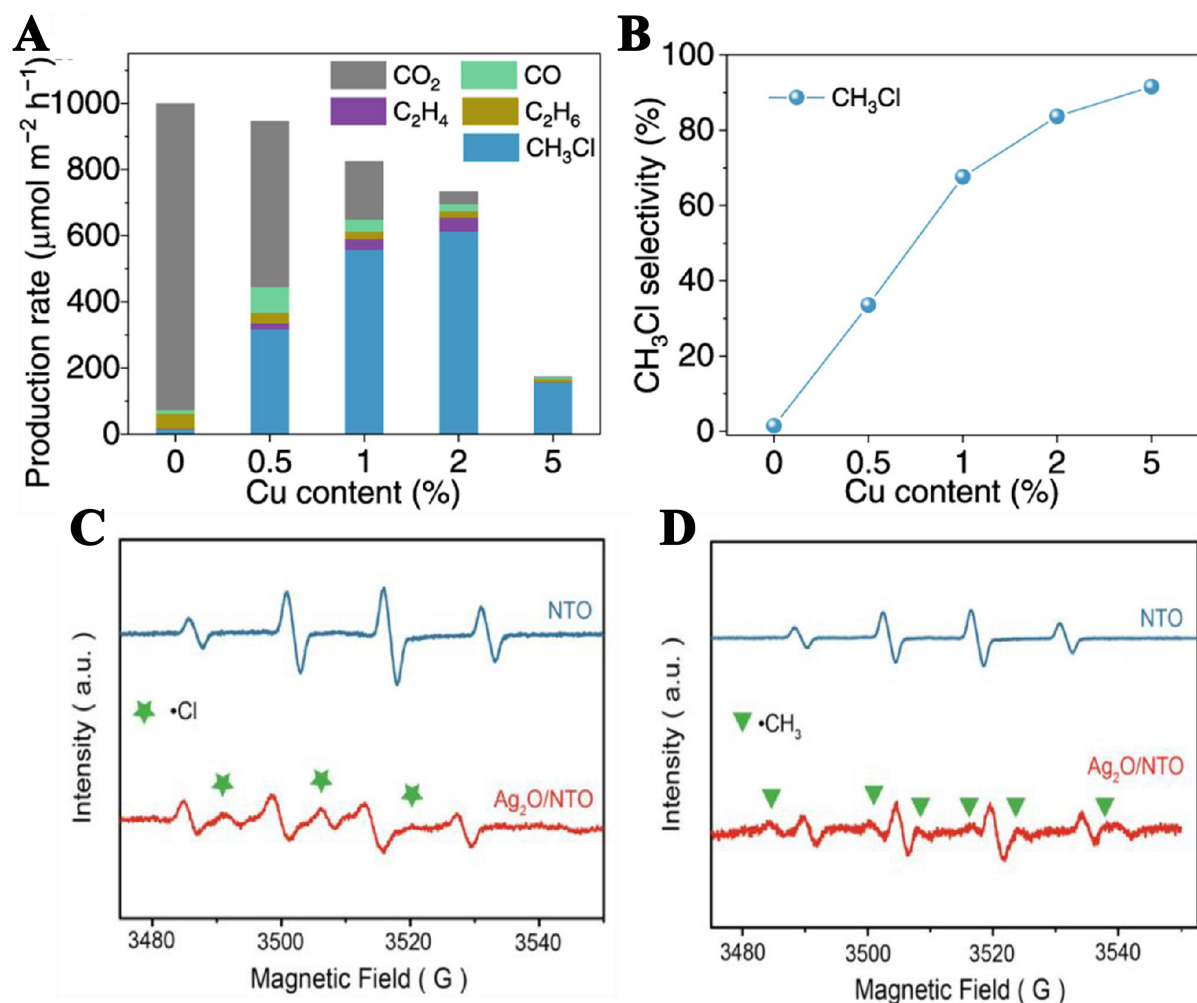 A
Production rate (μmol m⁻² h⁻¹)
1000
800
600
400
200
0
CO₂
CO
C₂H₄
C₂H₆
CH₃Cl
0 0.5 1 2 5
Cu content (%)
B
CH₃Cl selectivity (%)
100
80
60
40
20
0
CH₃Cl
0 0.5 1 2 5
Cu content (%)
C
Intensity ( a.u. )
NTO
•Cl
Ag₂O/NTO
3480 3500 3520 3540
Magnetic Field ( G )
D
Intensity ( a.u. )
NTO
•CH₃
Ag₂O/NTO
3480 3500 3520 3540
Magnetic Field ( G )